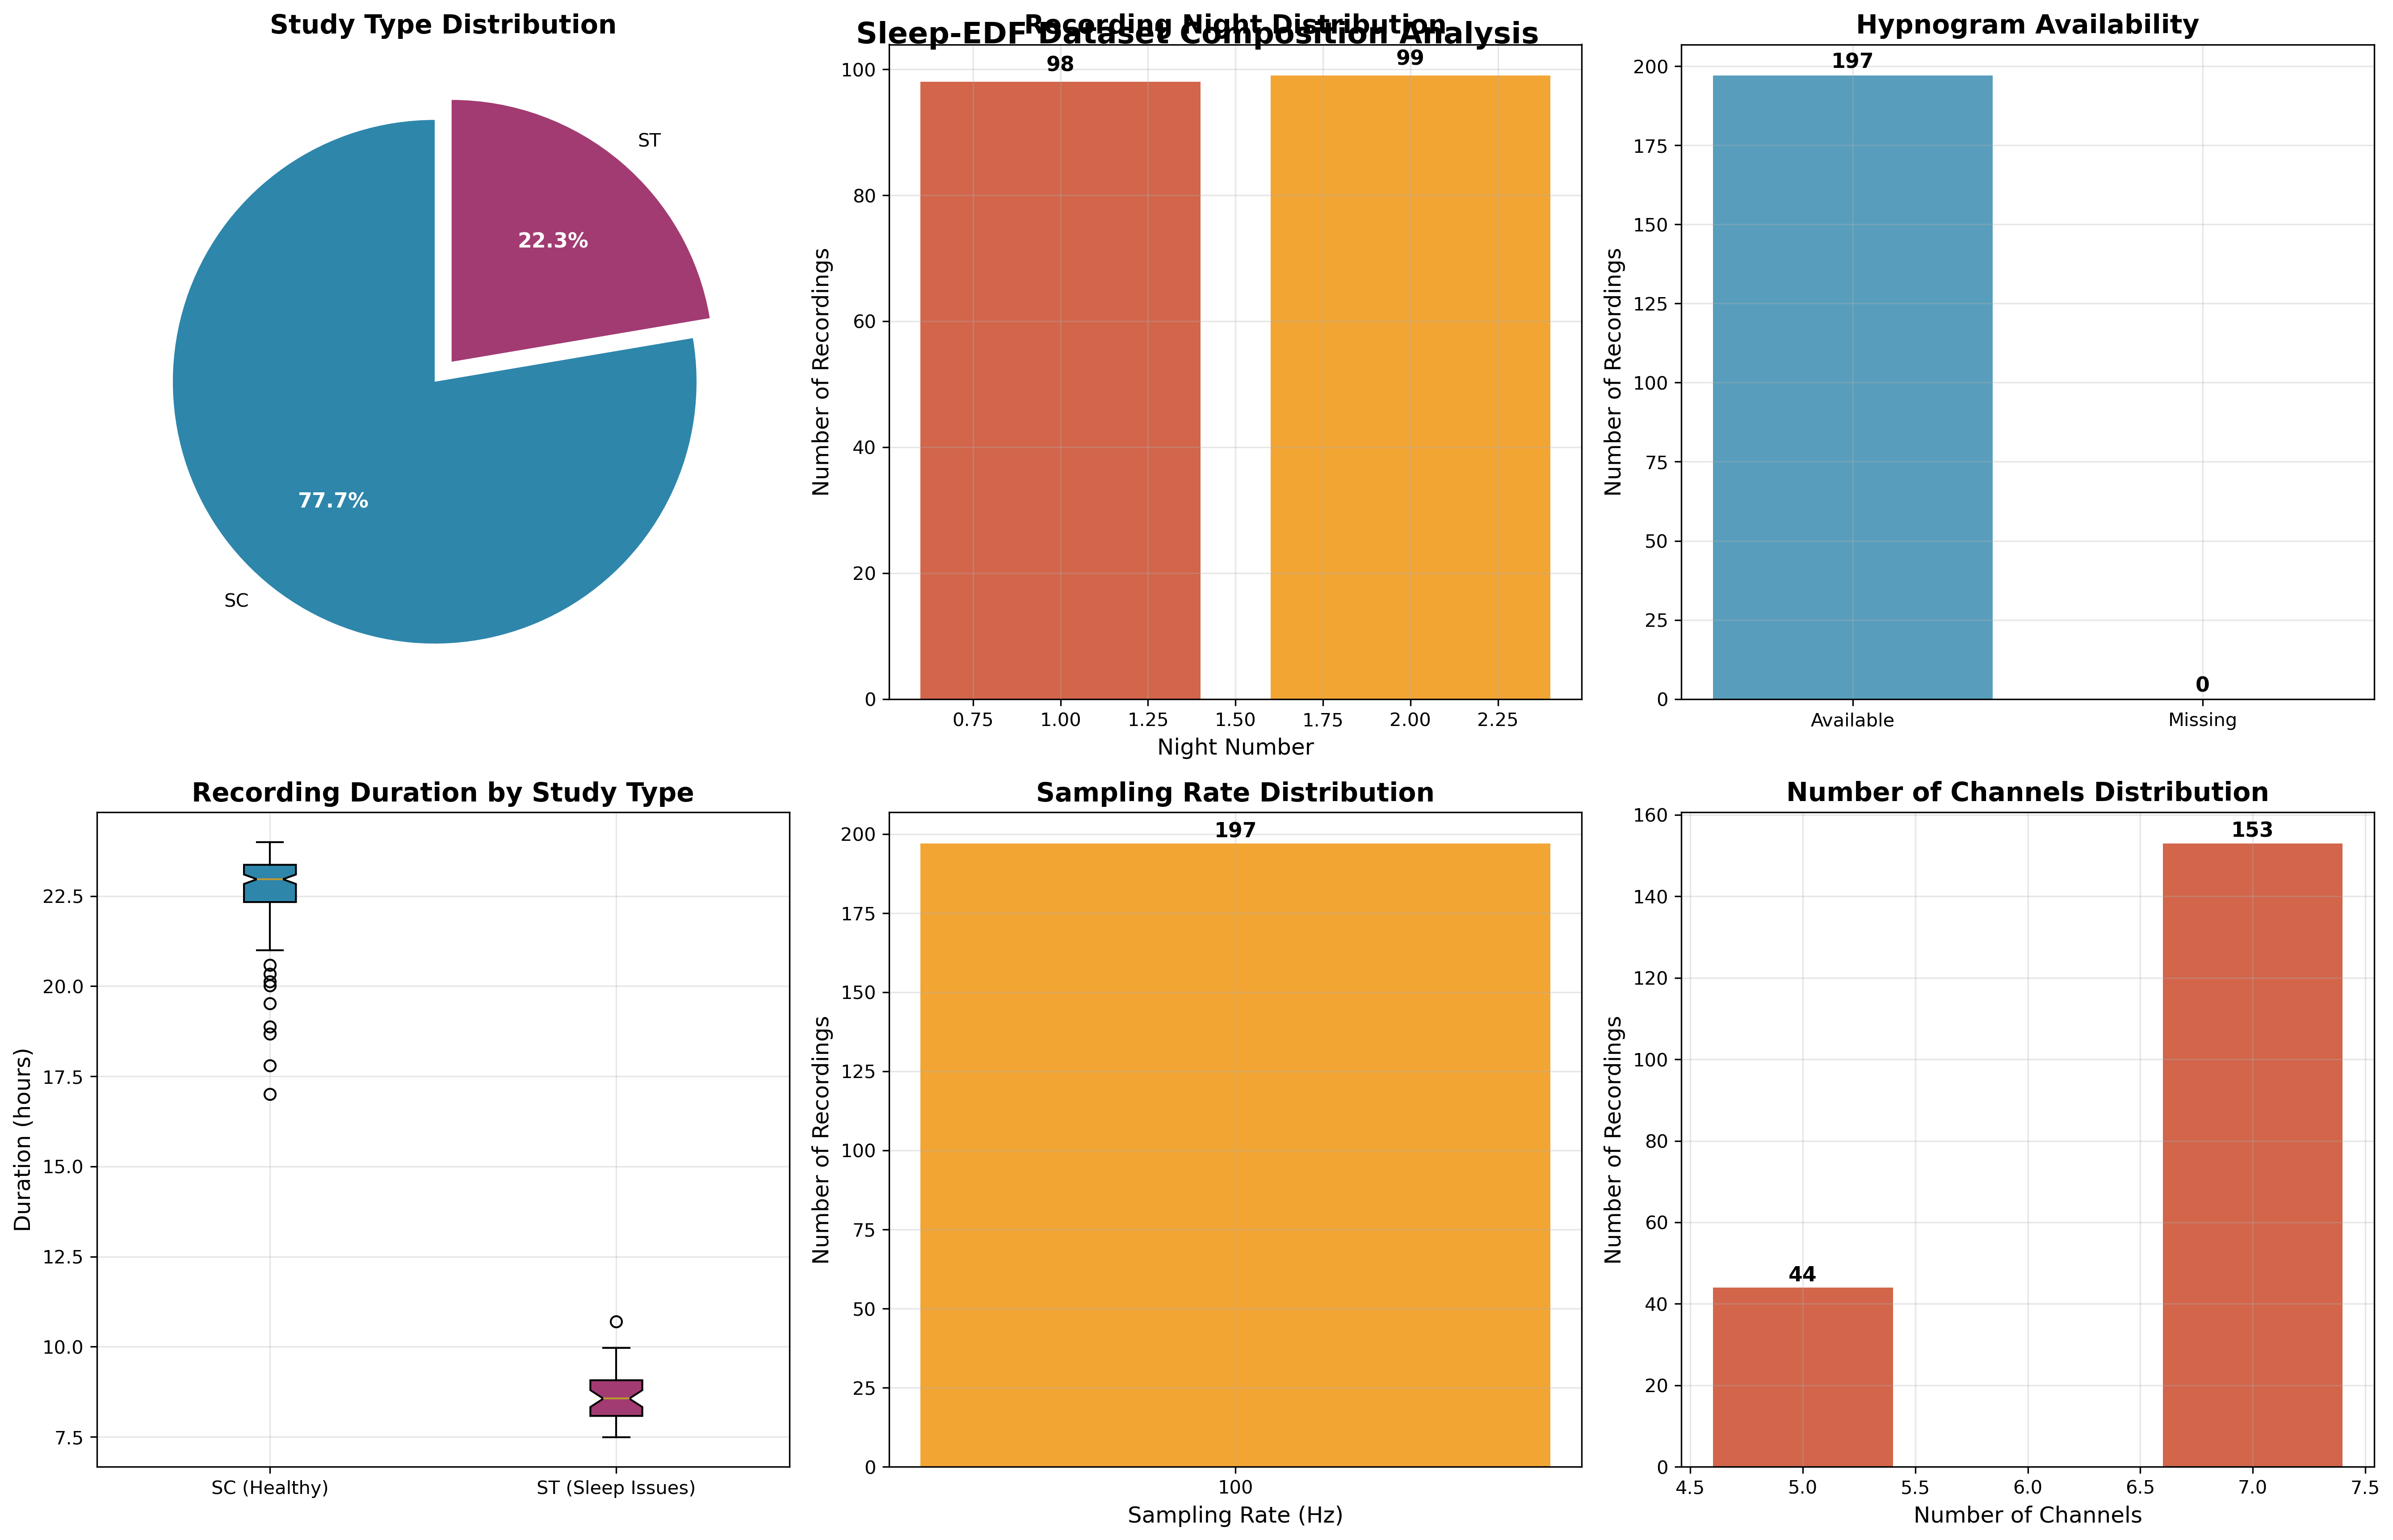 Sleep-EDF Dataset Composition Analysis
Study Type Distribution
ST
22.3%
77.7%
SC
Recording Night Distribution
98
99
Number of Recordings
100
80
60
40
20
0
0.75 1.00 1.25 1.50 1.75 2.00 2.25
Night Number
Hypnogram Availability
197
0
Number of Recordings
200
175
150
125
100
75
50
25
0
Available Missing
Recording Duration by Study Type
Duration (hours)
22.5
20.0
17.5
15.0
12.5
10.0
7.5
SC (Healthy) ST (Sleep Issues)
Sampling Rate Distribution
197
Number of Recordings
200
175
150
125
100
75
50
25
0
100
Sampling Rate (Hz)
Number of Channels Distribution
153
44
Number of Recordings
160
140
120
100
80
60
40
20
0
4.5 5.0 5.5 6.0 6.5 7.0 7.5
Number of Channels